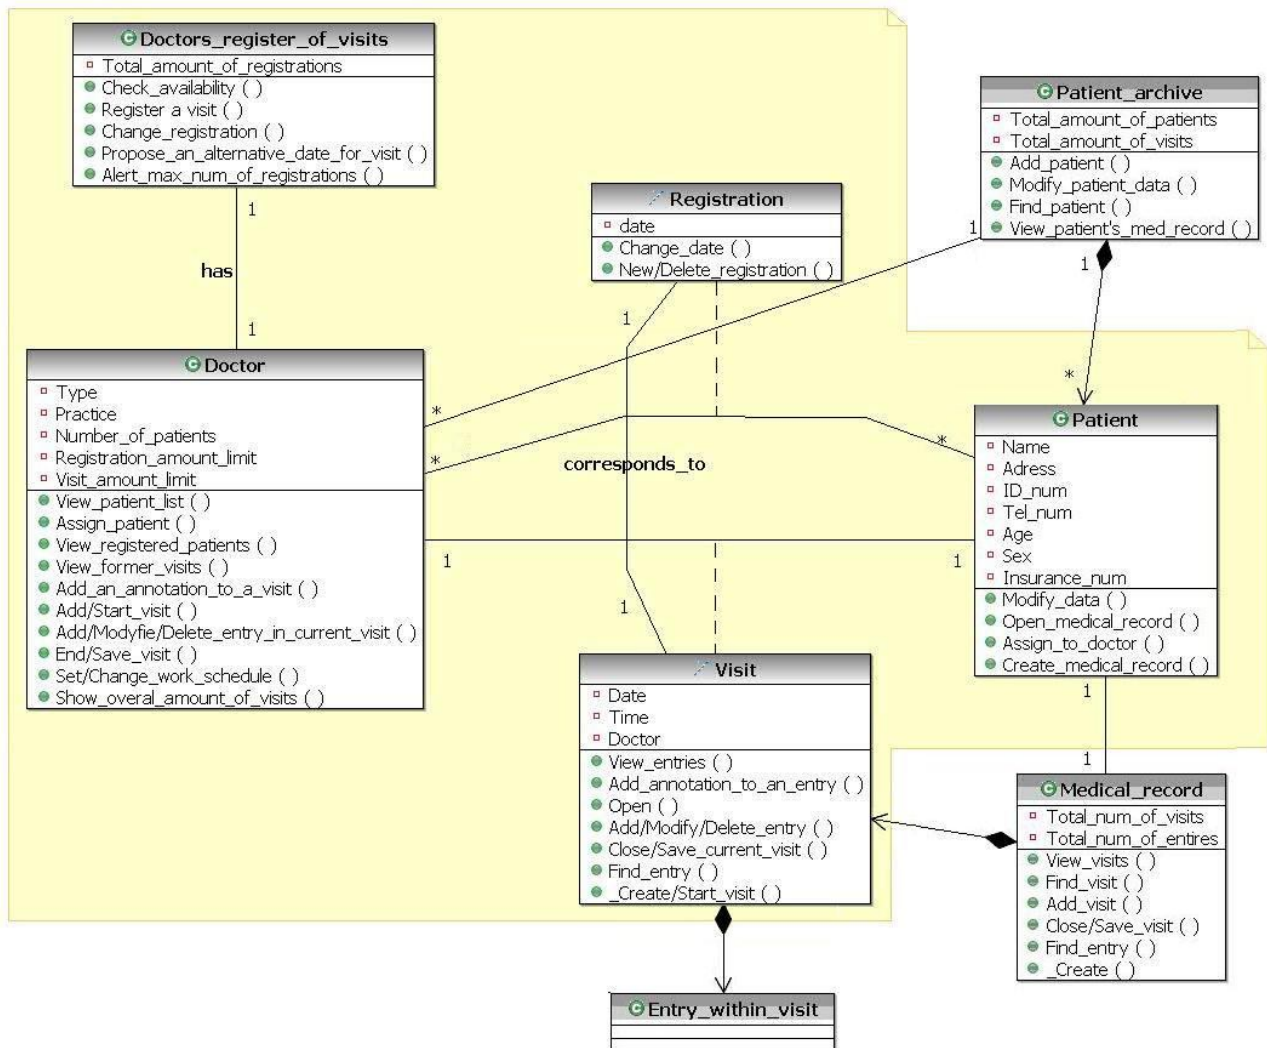 Doctors_register_of_visits
Total_amount_of_registrations
Check_availability ( )
Register a visit ( )
Change_registration ( )
Propose_an_alternative_date_for_visit ( )
Alert_max_num_of_registrations ( )
1
has
1
Registration
date
Change_date ( )
New/Delete_registration ( )
1
Patient_archive
Total_amount_of_patients
Total_amount_of_visits
Add_patient ( )
Modify_patient_data ( )
Find_patient ( )
View_patient's_med_record ( )
1
1
*
Doctor
Type
Practice
Number_of_patients
Registration_amount_limit
Visit_amount_limit
View_patient_list ( )
Assign_patient ( )
View_registered_patients ( )
View_former_visits ( )
Add_an_annotation_to_a_visit ( )
Add/Start_visit ( )
Add/Modyfie/Delete_entry_in_current_visit ( )
End/Save_visit ( )
Set/Change_work_schedule ( )
Show_overal_amount_of_visits ( )
*
*
*
corresponds_to
1
1
1
Patient
Name
Adress
ID_num
Tel_num
Age
Sex
Insurance_num
Modify_data ( )
Open_medical_record ( )
Assign_to_doctor ( )
Create_medical_record ( )
1
1
Visit
Date
Time
Doctor
View_entries ( )
Add_annotation_to_an_entry ( )
Open ( )
Add/Modify/Delete_entry ( )
Close/Save_current_visit ( )
Find_entry ( )
_Create/Start_visit ( )
Medical_record
Total_num_of_visits
Total_num_of_entires
View_visits ( )
Find_visit ( )
Add_visit ( )
Close/Save_visit ( )
Find_entry ( )
_Create ( )
Entry_within_visit